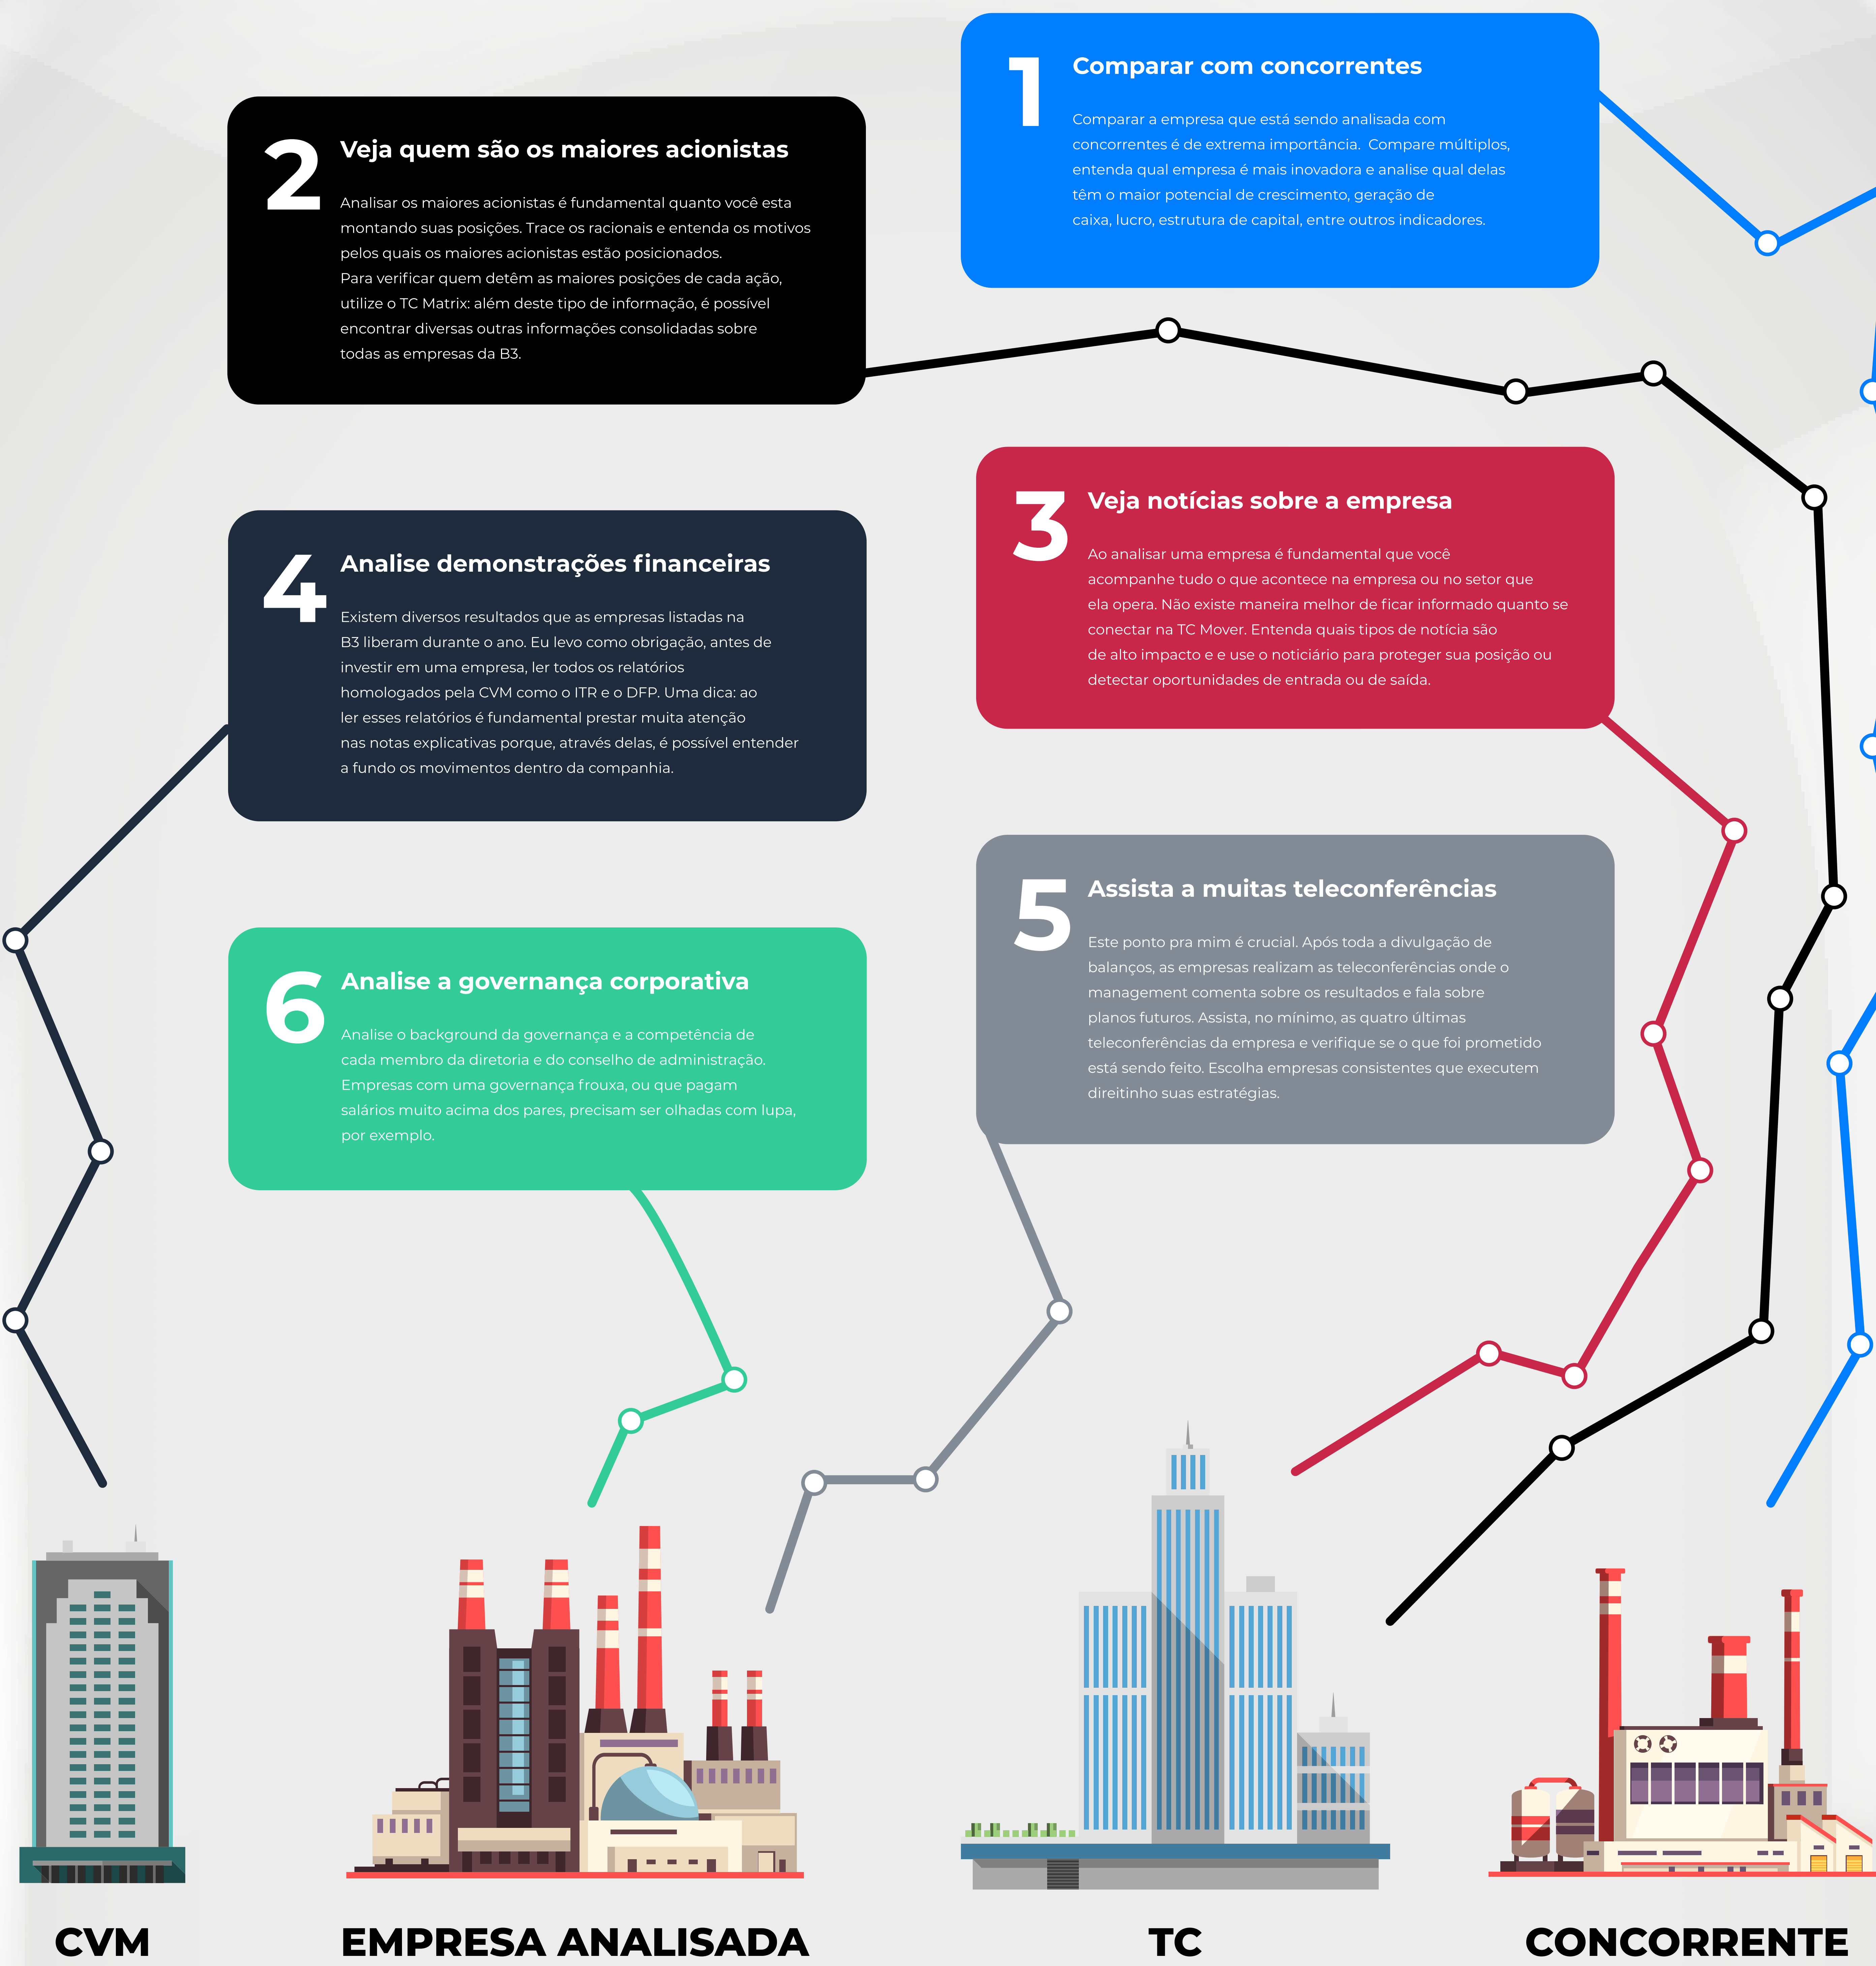 1
Comparar com concorrentes
Comparar a empresa que está sendo analisada com
concorrentes é de extrema importância. Compare múltiplos,
entenda qual empresa é mais inovadora e analise qual delas
têm o maior potencial de crescimento, geração de
caixa, lucro, estrutura de capital, entre outros indicadores.
2
Veja quem são os maiores acionistas
Analisar os maiores acionistas é fundamental quanto você esta
montando suas posições. Trace os racionais e entenda os motivos
pelos quais os maiores acionistas estão posicionados.
Para verificar quem detêm as maiores posições de cada ação,
utilize o TC Matrix: além deste tipo de informação, é possível
encontrar diversas outras informações consolidadas sobre
todas as empresas da B3.
3
Veja notícias sobre a empresa
Ao analisar uma empresa é fundamental que você
acompanhe tudo o que acontece na empresa ou no setor que
ela opera. Não existe maneira melhor de ficar informado quanto se
conectar na TC Mover. Entenda quais tipos de notícia são
de alto impacto e e use o noticiário para proteger sua posição ou
detectar oportunidades de entrada ou de saída.
4
Analise demonstrações financeiras
Existem diversos resultados que as empresas listadas na
B3 liberam durante o ano. Eu levo como obrigação, antes de
investir em uma empresa, ler todos os relatórios
homologados pela CVM como o ITR e o DFP. Uma dica: ao
ler esses relatórios é fundamental prestar muita atenção
nas notas explicativas porque, através delas, é possível entender
a fundo os movimentos dentro da companhia.
5
Assista a muitas teleconferências
Este ponto pra mim é crucial. Após toda a divulgação de
balanços, as empresas realizam as teleconferências onde o
management comenta sobre os resultados e fala sobre
planos futuros. Assista, no mínimo, as quatro últimas
teleconferências da empresa e verifique se o que foi prometido
está sendo feito. Escolha empresas consistentes que executem
direitinho suas estratégias.
6
Analise a governança corporativa
Analise o background da governança e a competência de
cada membro da diretoria e do conselho de administração.
Empresas com uma governança frouxa, ou que pagam
salários muito acima dos pares, precisam ser olhadas com lupa,
por exemplo.
CVM
EMPRESA ANALISADA
TC
CONCORRENTE